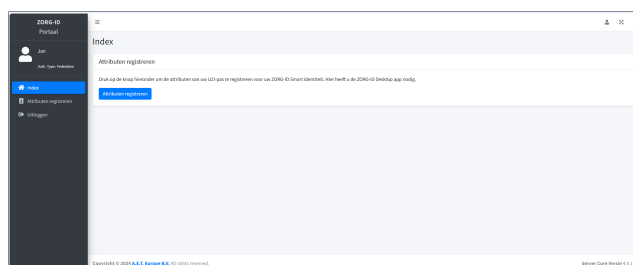 ZORG-ID
Portaal
Jan
Auth. Type: Federation
Index
Attributen registreren
Uitloggen
Index
Attributen registreren
Druk op de knop hieronder om de attributen van uw UZI-pas te registreren voor uw ZORG-ID Smart identiteit. Hier heeft u de ZORG-ID Desktop app nodig.
Attributen registreren
Copyright © 2024 A.E.T. Europe B.V. All rights reserved.
Server Core Versie